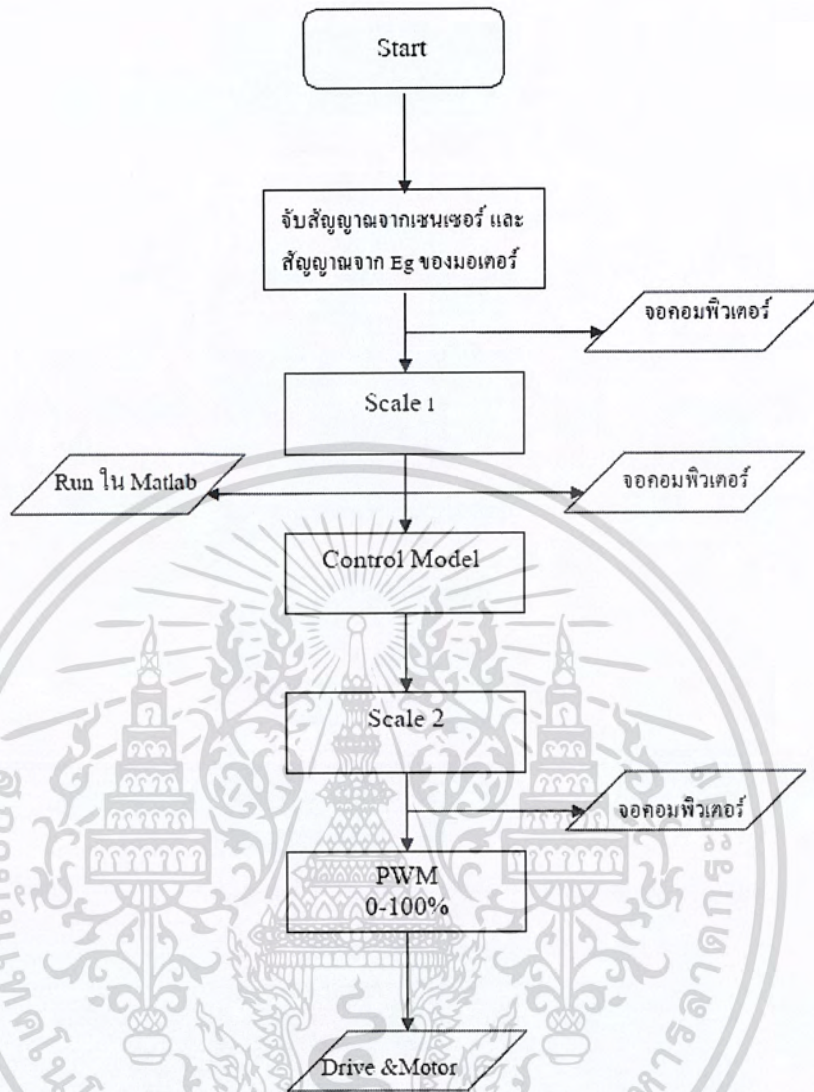 Start
จับสัญญาณจากเซนเซอร์ และ
สัญญาณจาก Eg ของมอเตอร์
จอคอมพิวเตอร์
Scale 1
Run ใน Matlab
จอคอมพิวเตอร์
Control Model
Scale 2
จอคอมพิวเตอร์
PWM
0-100%
Drive &Motor